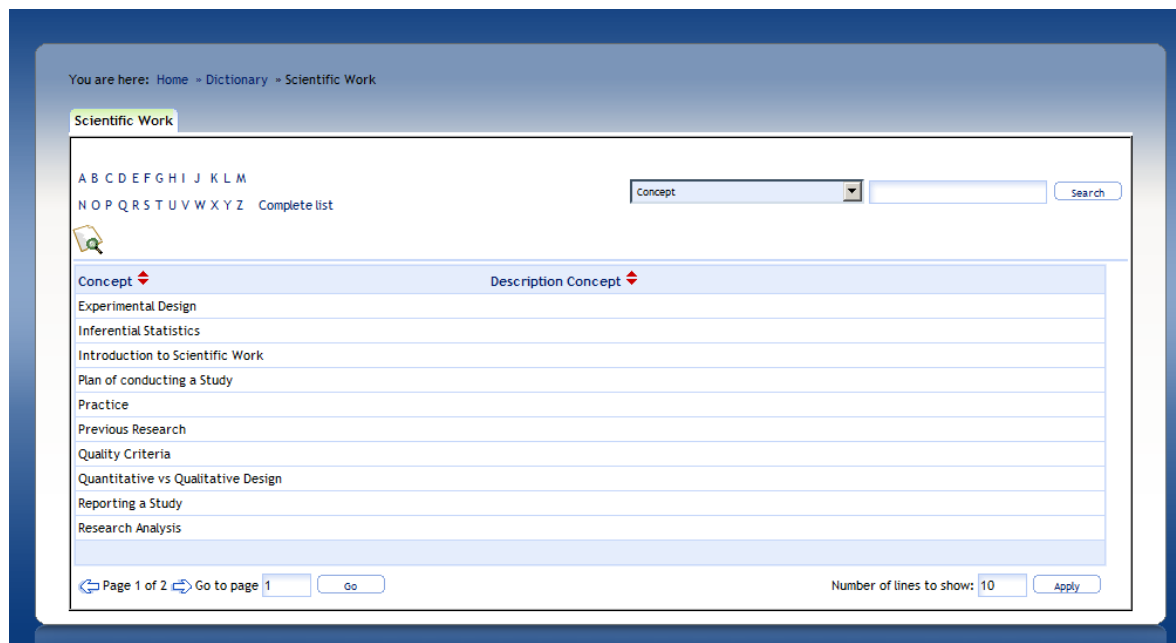 You are here: Home » Dictionary » Scientific Work
Scientific Work
A B C D E F G H I J K L M
N O P Q R S T U V W X Y Z Complete list
Concept Search
Concept Description Concept
Experimental Design
Inferential Statistics
Introduction to Scientific Work
Plan of conducting a Study
Practice
Previous Research
Quality Criteria
Quantitative vs Qualitative Design
Reporting a Study
Research Analysis
Page 1 of 2 Go to page 1 Go Number of lines to show: 10 Apply